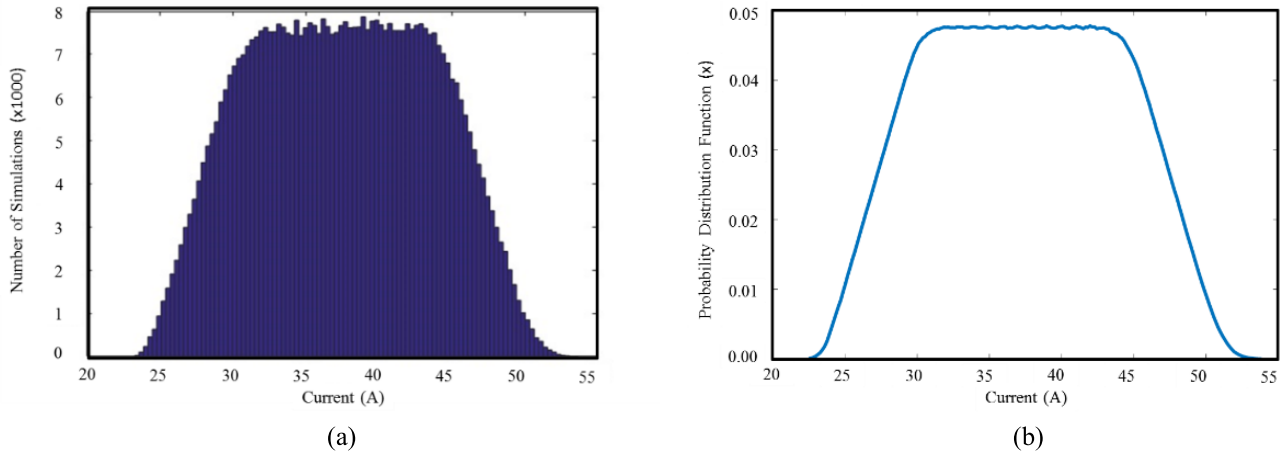 8
7
6
5
4
3
2
1
0
Number of Simulations (x1000)
20 25 30 35 40 45 50 55
Current (A)
(a)
0.05
0.04
0.03
0.02
0.01
0.00
Probability Distribution Function (x)
20 25 30 35 40 45 50 55
Current (A)
(b)